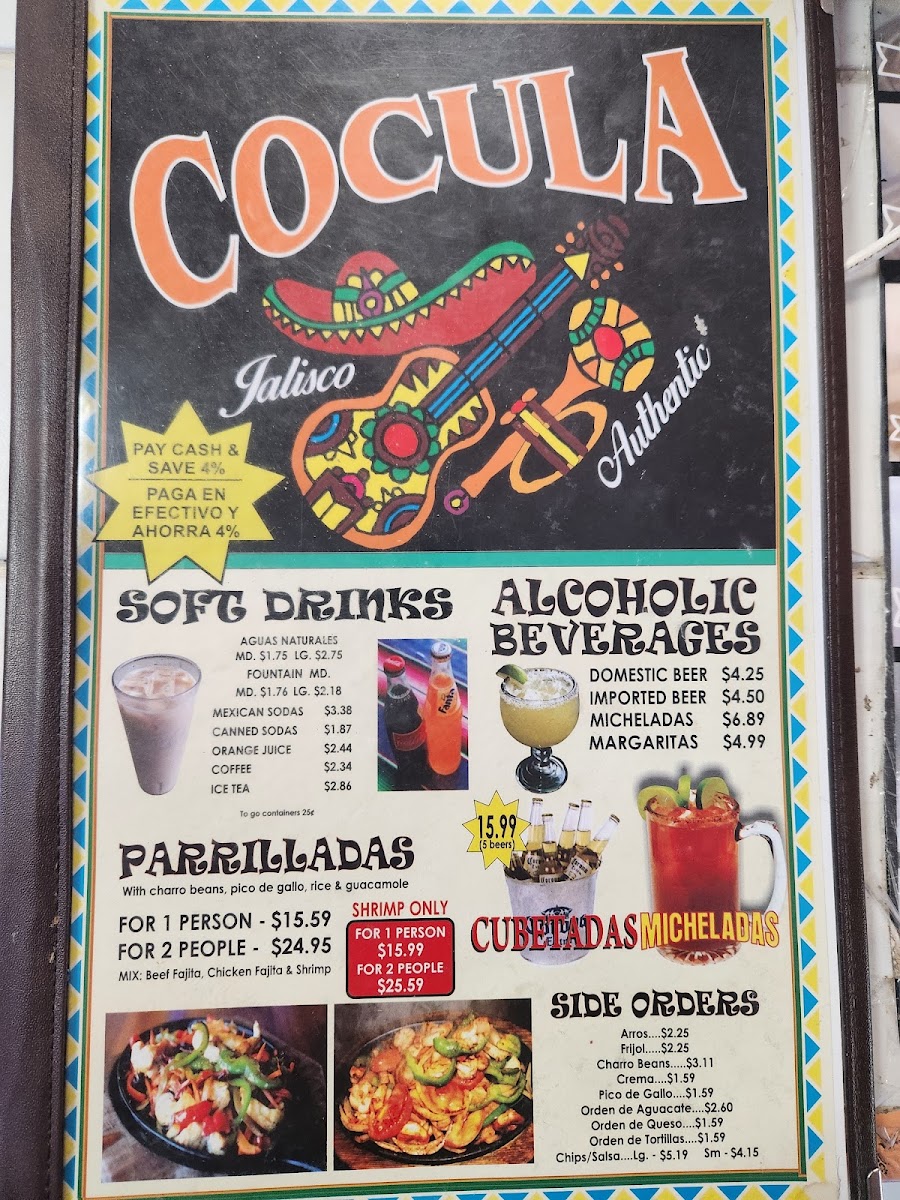 COCULA
Jalisco
Authentic
PAY CASH &
SAVE 4%
PAGA EN
EFECTIVO Y
AHORRA 4%
SOFT DRINKS
AGUAS NATURALES
MD. $1.75 LG. $2.75
FOUNTAIN MD.
MD. $1.76 LG. $2.18
MEXICAN SODAS $3.38
CANNED SODAS $1.87
ORANGE JUICE $2.44
COFFEE $2.34
ICE TEA $2.86
To go containers 25¢
Fanta
ALCOHOLIC
BEVERAGES
DOMESTIC BEER $4.25
IMPORTED BEER $4.50
MICHELADAS $6.89
MARGARITAS $4.99
15.99
(5 beers)
CUBETADAS
MICHELADAS
PARRILLADAS
With charro beans, pico de gallo, rice & guacamole
FOR 1 PERSON - $15.59
FOR 2 PEOPLE - $24.95
MIX: Beef Fajita, Chicken Fajita & Shrimp
SHRIMP ONLY
FOR 1 PERSON
$15.99
FOR 2 PEOPLE
$25.59
SIDE ORDERS
Arros....$2.25
Frijol.....$2.25
Charro Beans.....$3.11
Crema....$1.59
Pico de Gallo....$1.59
Orden de Aguacate....$2.60
Orden de Queso....$1.59
Orden de Tortillas....$1.59
Chips/Salsa....Lg. - $5.19 Sm - $4.15